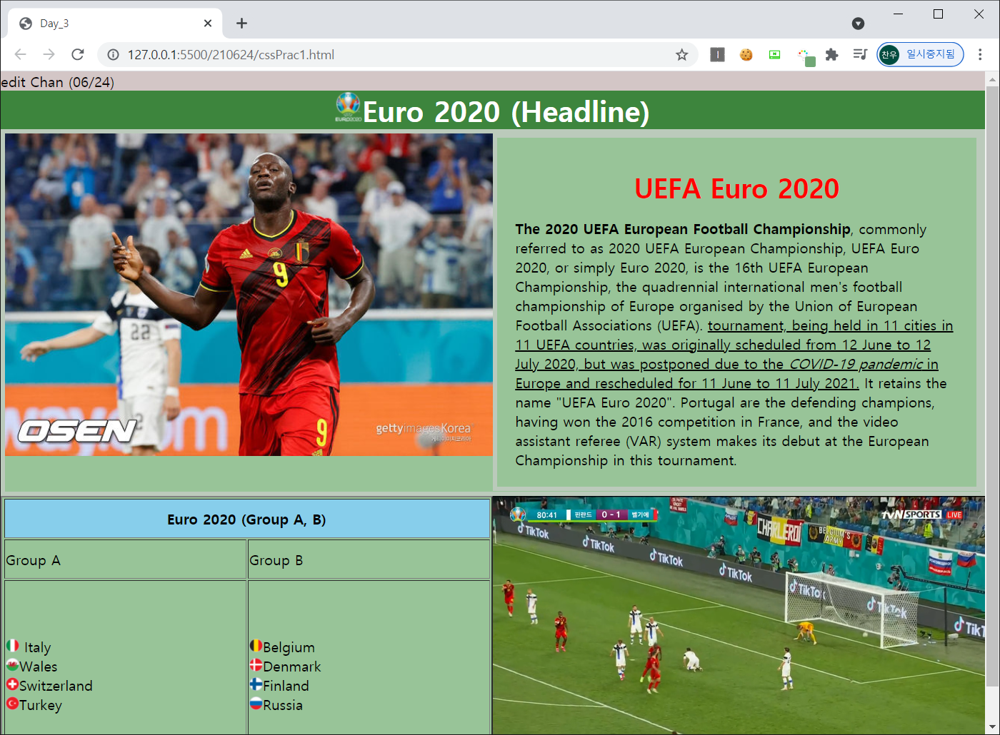 Day_3
127.0.0.1:5500/210624/cssPrac1.html
찬우 일시중지됨
edit Chan (06/24)
EURO2020
Euro 2020 (Headline)
9
22
9
OSEN
gettyimagesKorea
게티이미지코리아
UEFA Euro 2020
The 2020 UEFA European Football Championship, commonly
referred to as 2020 UEFA European Championship, UEFA Euro
2020, or simply Euro 2020, is the 16th UEFA European
Championship, the quadrennial international men's football
championship of Europe organised by the Union of European
Football Associations (UEFA). tournament, being held in 11 cities in
11 UEFA countries, was originally scheduled from 12 June to 12
July 2020, but was postponed due to the COVID-19 pandemic in
Europe and rescheduled for 11 June to 11 July 2021. It retains the
name "UEFA Euro 2020". Portugal are the defending champions,
having won the 2016 competition in France, and the video
assistant referee (VAR) system makes its debut at the European
Championship in this tournament.
Euro 2020 (Group A, B)
Group A
Group B
Italy
Wales
Switzerland
Turkey
Belgium
Denmark
Finland
Russia
80:41 핀란드 0 - 1 벨기에
tvN SPORTS LIVE
CHARLEROI
BELGIUM'S
ARMY
TikTok
TikTok
TikTok
TikTok
TikTok
TikTok
TikTok